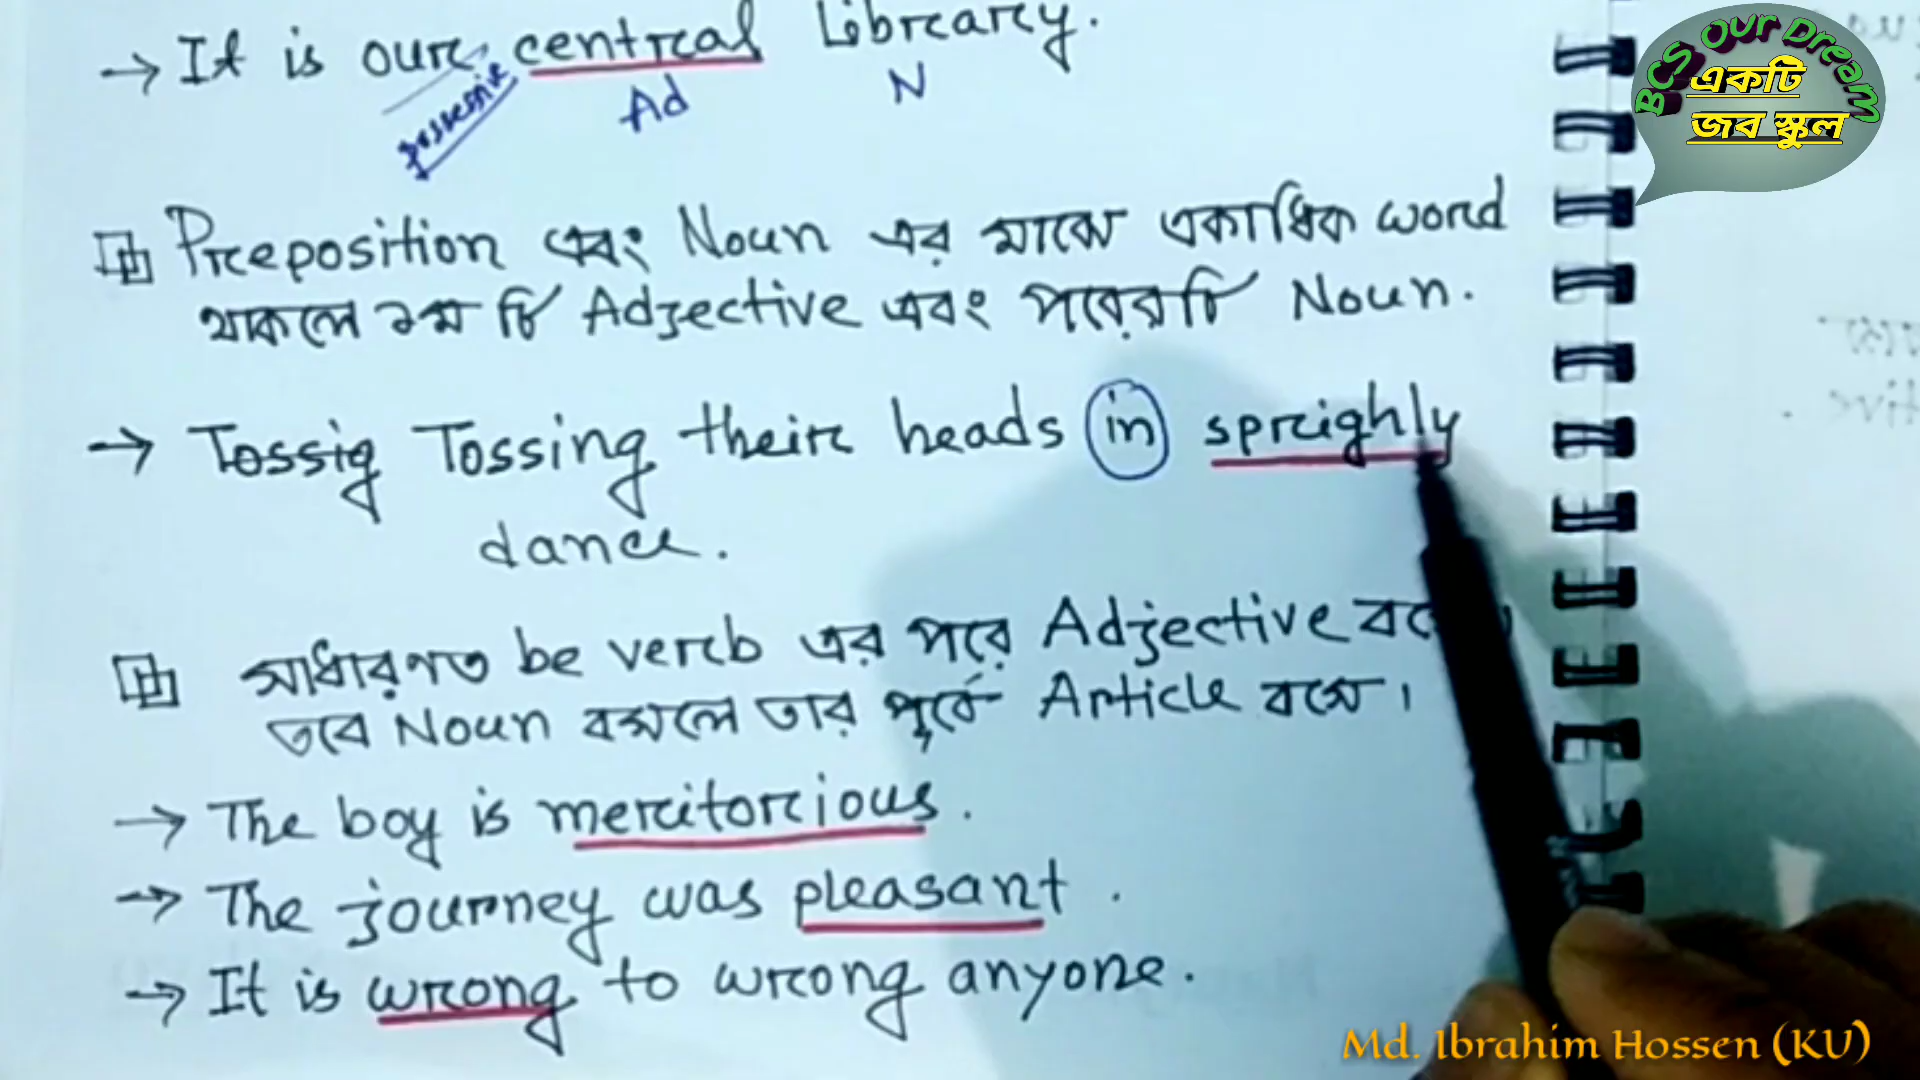 → It is our central Library.
possessive Ad N
Preposition এবং Noun এর মাঝে একাধিক word
থাকলে ১ম টি Adjective এবং পরেরটি Noun.
→ Tossig Tossing their heads in sprighly
dance.
সাধারণত be verb এর পরে Adjective
তবে Noun বসলে তার পূর্বে Article বসে।
→ The boy is meritorious.
→ The journey was pleasant.
→ It is wrong to wrong anyone.
BCS Our Dream
একটি
জব স্কুল
Md. Ibrahim Hossen (KU)